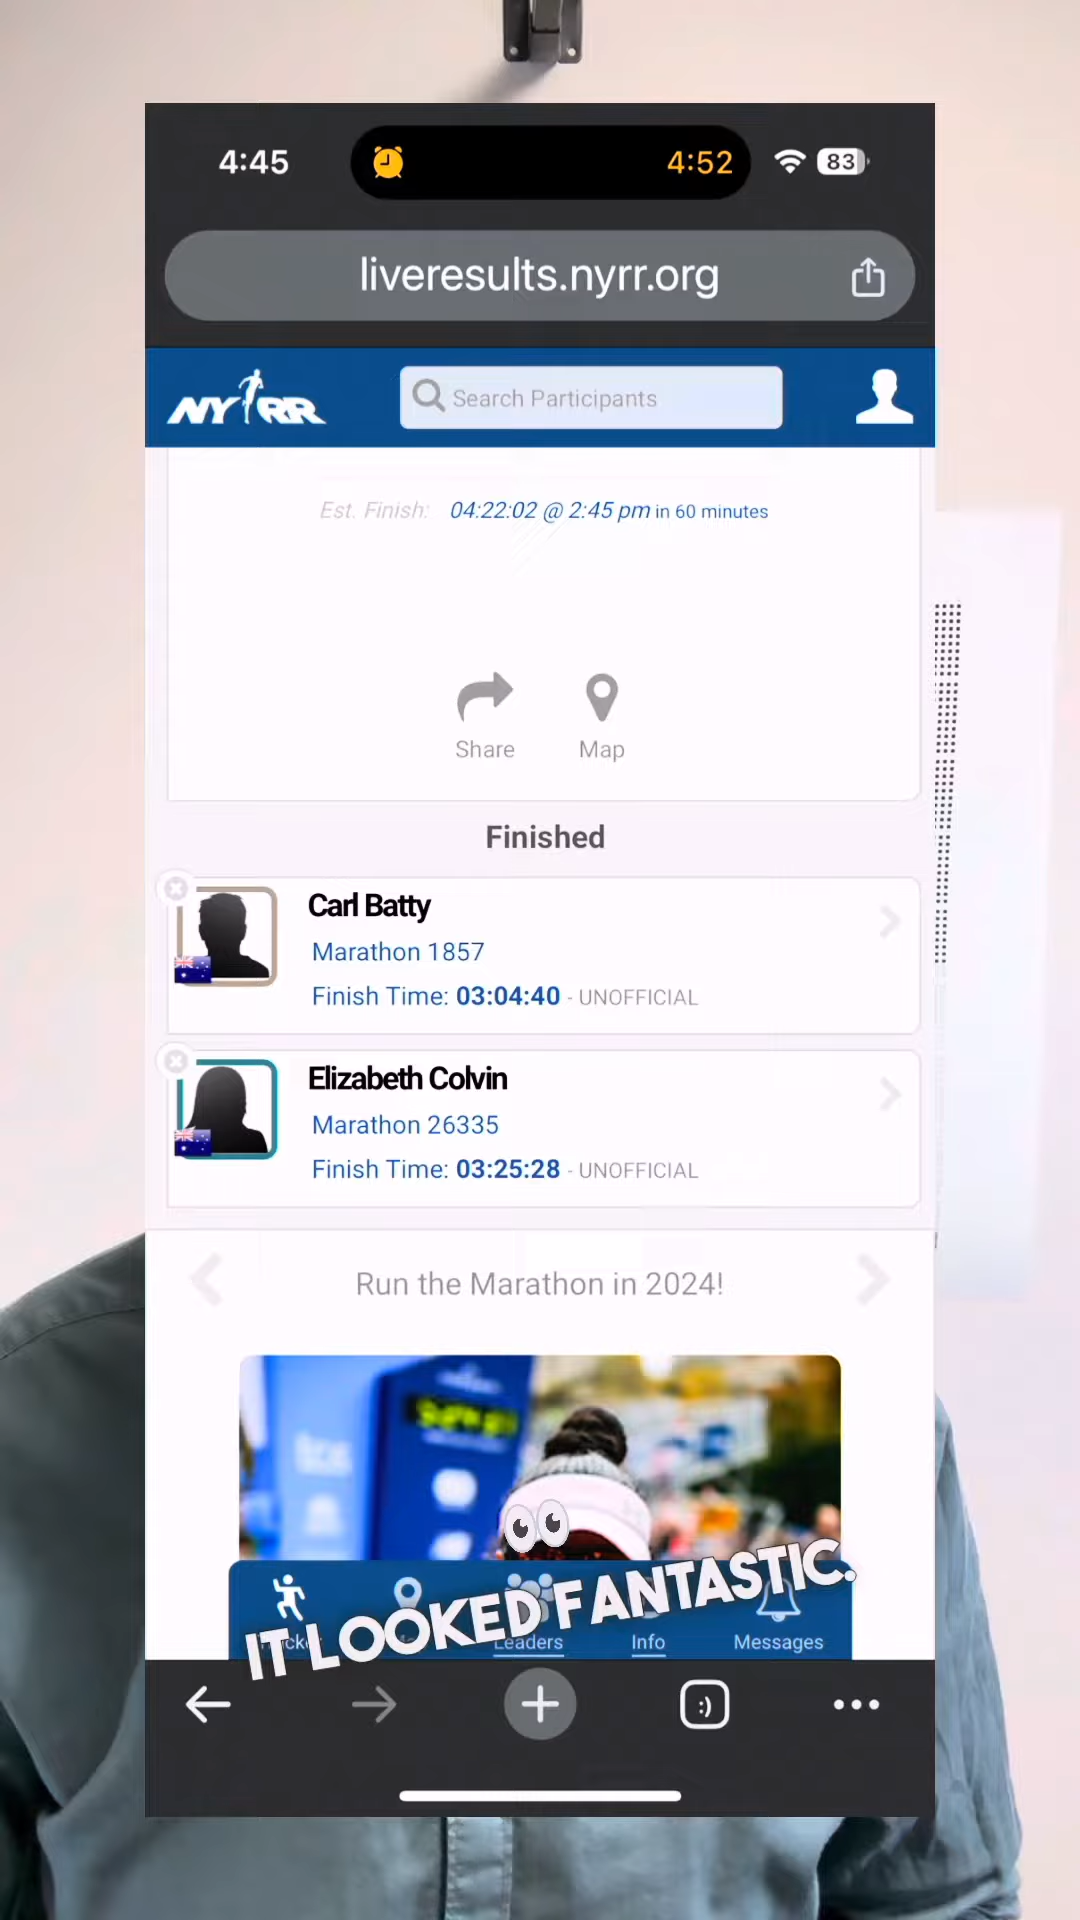 4:45
4:52
83
liveresults.nyrr.org
NYRR
Search Participants
Est. Finish: 04:22:02 @ 2:45 pm in 60 minutes
Share
Map
Finished
Carl Batty
Marathon 1857
Finish Time: 03:04:40 - UNOFFICIAL
Elizabeth Colvin
Marathon 26335
Finish Time: 03:25:28 - UNOFFICIAL
Run the Marathon in 2024!
IT LOOKED FANTASTIC.
Leaders
Info
Messages
:)